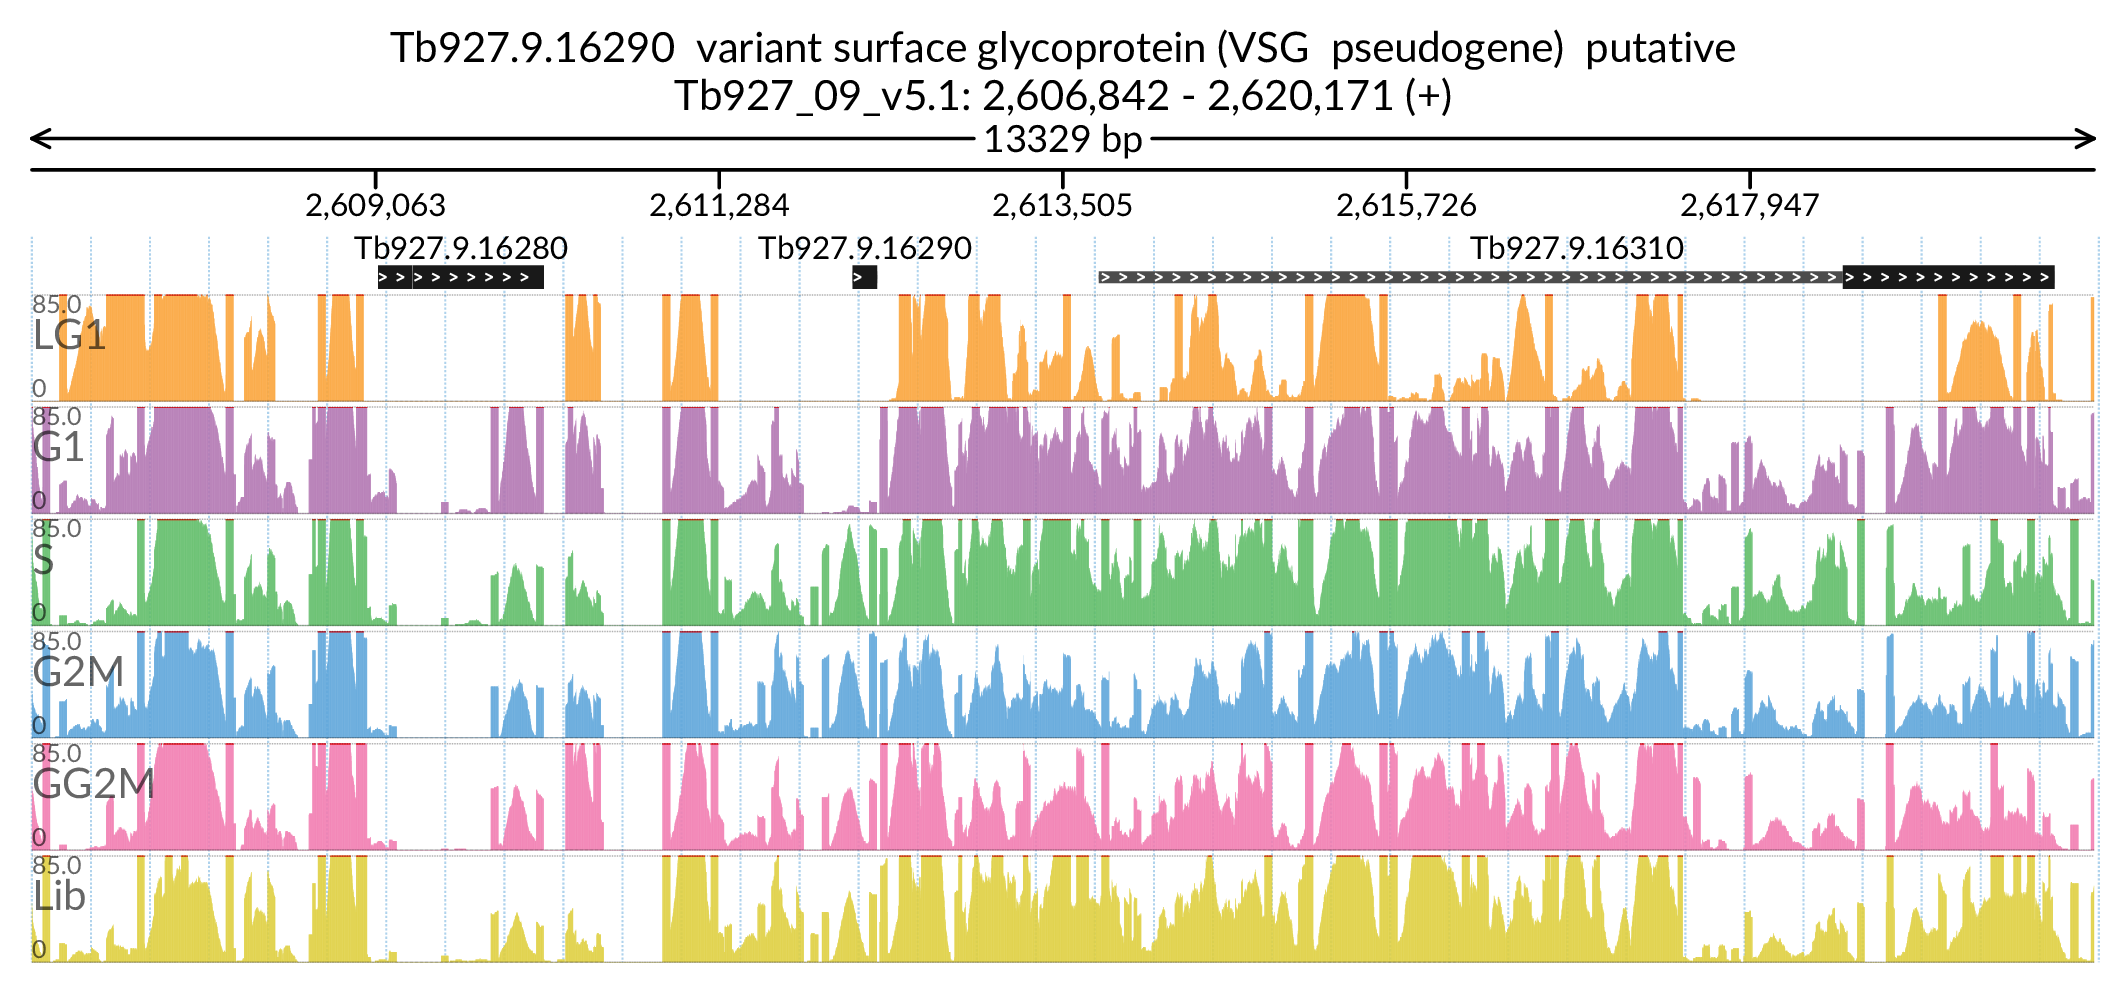 Tb927.9.16290  variant surface glycoprotein (VSG  pseudogene)  putative
Tb927_09_v5.1: 2,606,842 - 2,620,171 (+)
13329 bp
2,609,063 2,611,284 2,613,505 2,615,726 2,617,947
Tb927.9.16280 Tb927.9.16290 Tb927.9.16310
85.0
LG1
0
85.0
G1
0
85.0
S
0
85.0
G2M
0
85.0
GG2M
0
85.0
Lib
0